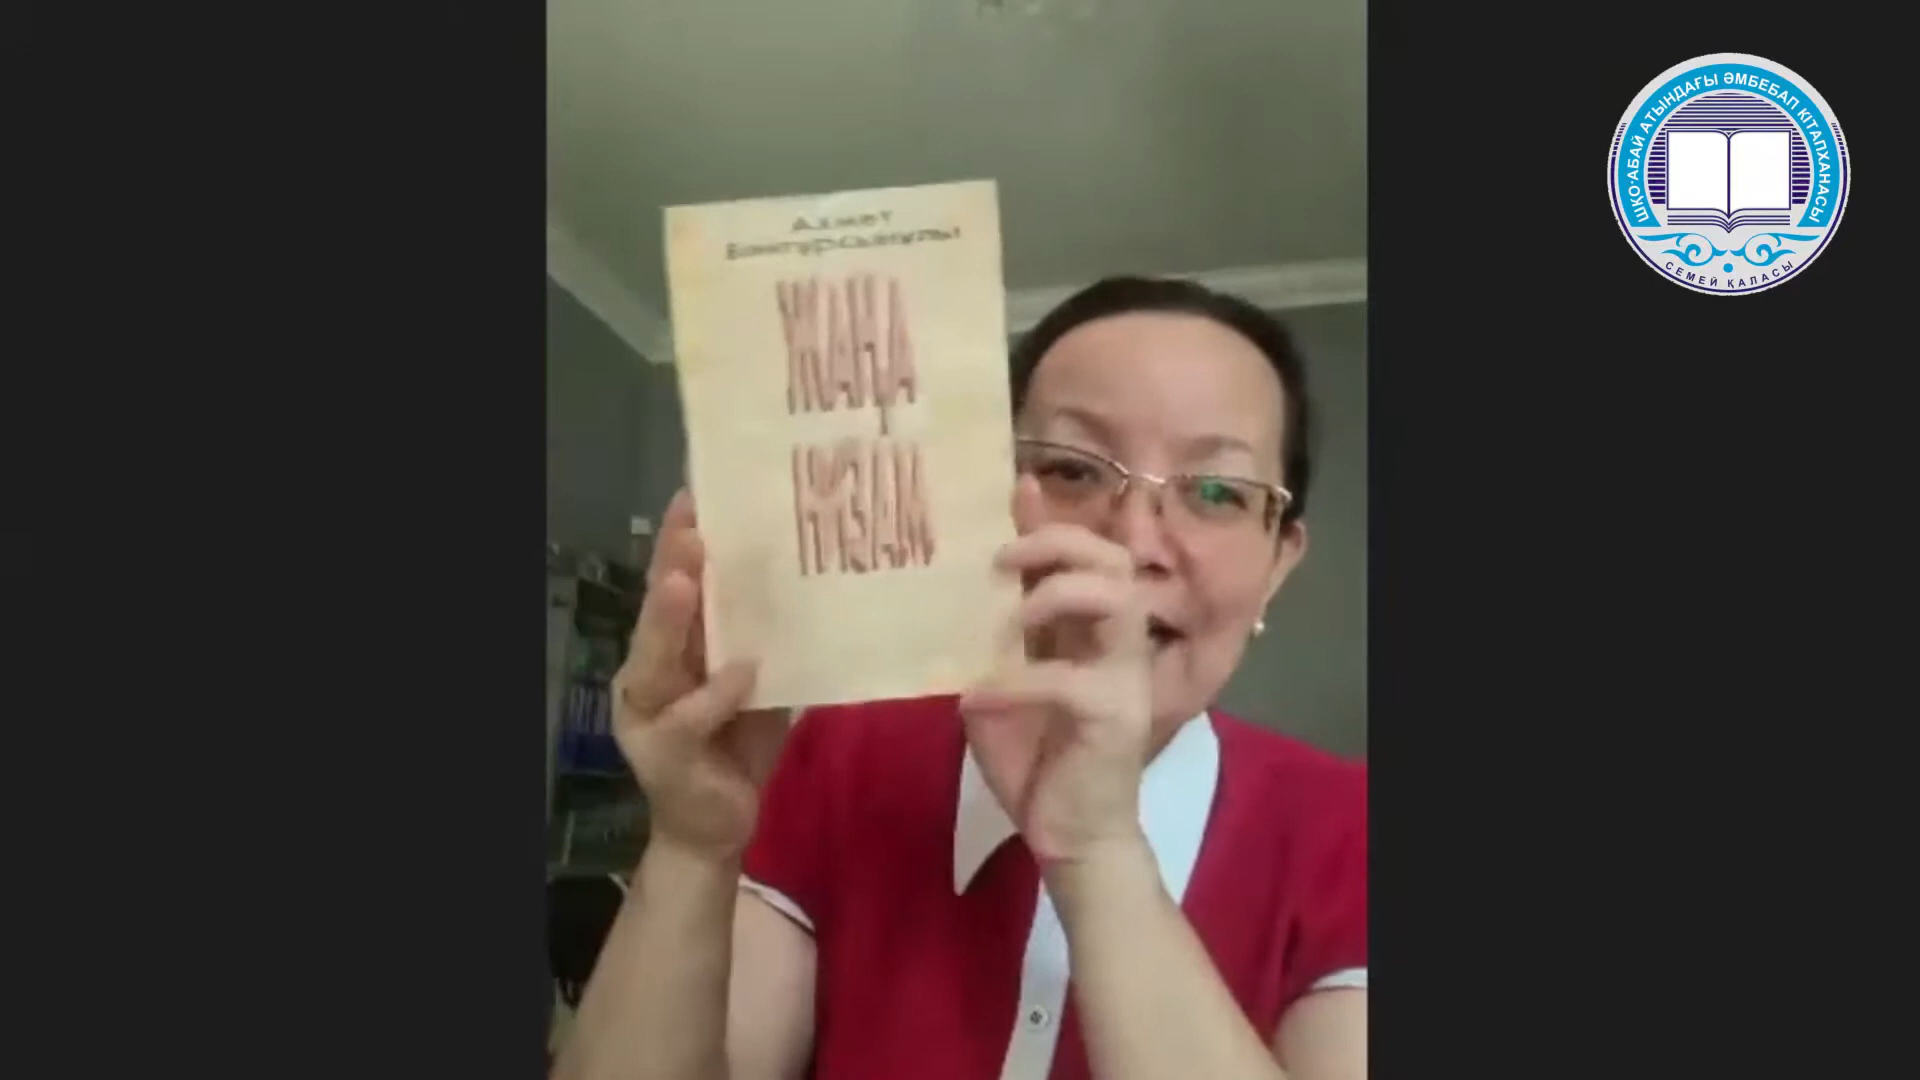 Ахмет
Байтұрсынұлы
ЖАҢА
НИЗАМ
ШҚО·АБАЙ АТЫНДАҒЫ ӘМБЕБАП КІТАПХАНАСЫ
СЕМЕЙ ҚАЛАСЫ